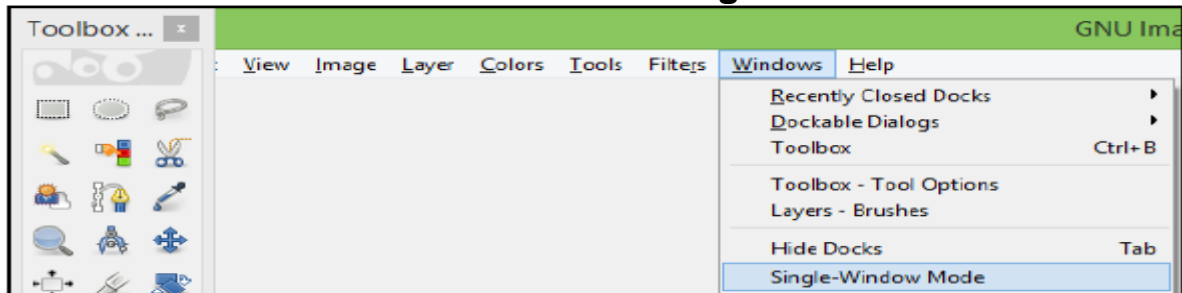 Toolbox ...
GNU Ima
View Image Layer Colors Tools Filters Windows Help
Recently Closed Docks
Dockable Dialogs
Toolbox Ctrl+B
Toolbox - Tool Options
Layers - Brushes
Hide Docks Tab
Single-Window Mode